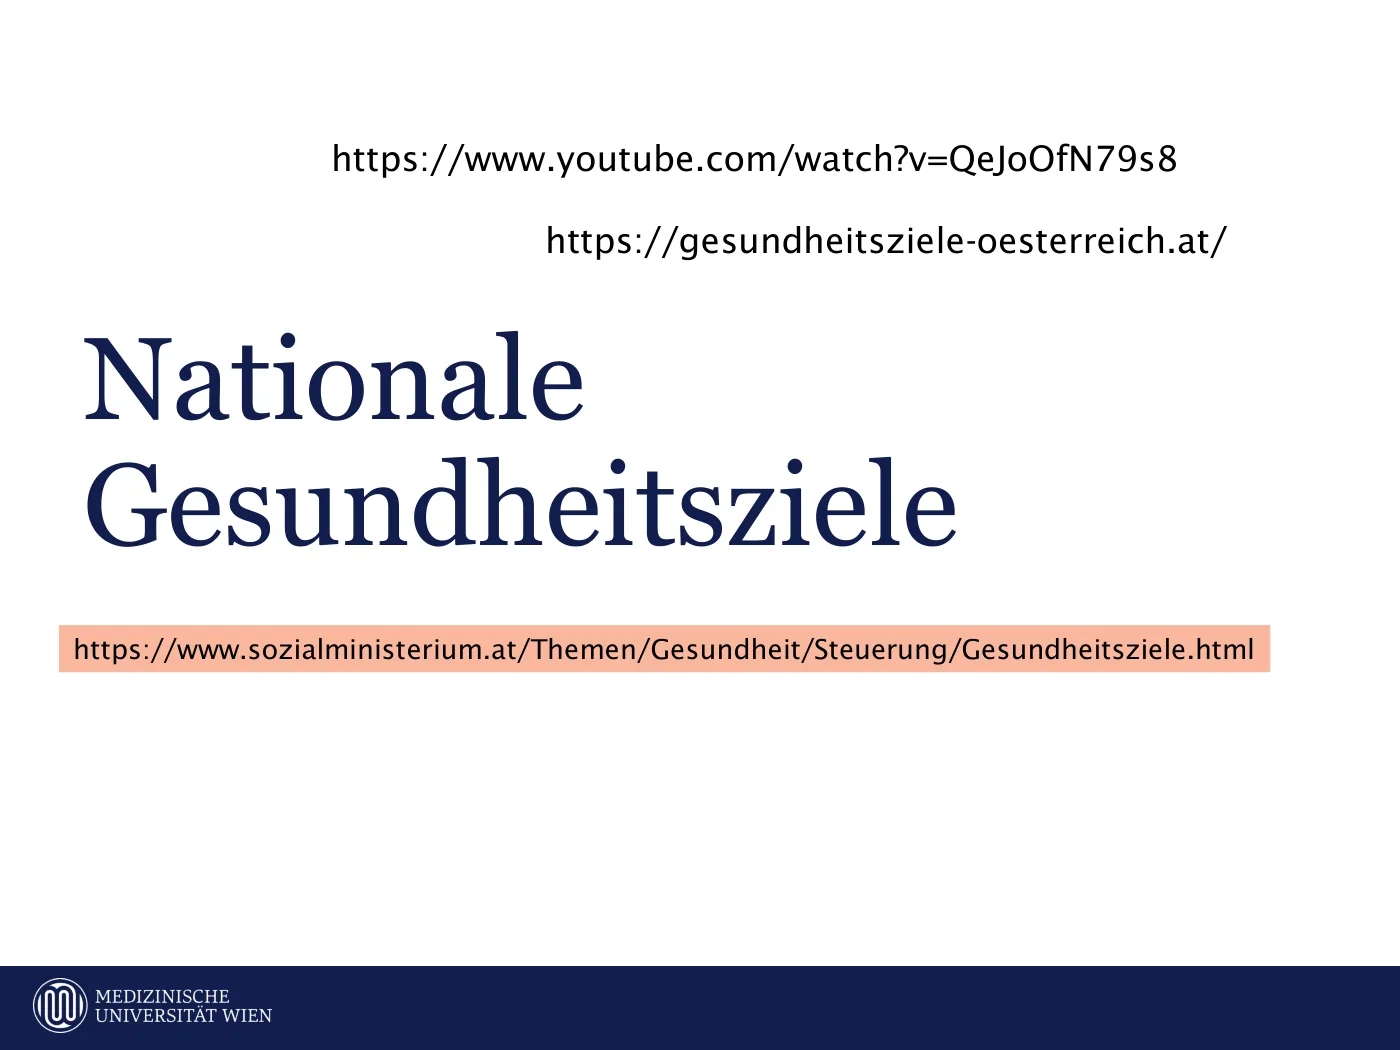 https://www.youtube.com/watch?v=QeJoOfN79s8
https://gesundheitsziele-oesterreich.at/
Nationale
Gesundheitsziele
https://www.sozialministerium.at/Themen/Gesundheit/Steuerung/Gesundheitsziele.html
MEDIZINISCHE
UNIVERSITÄT WIEN